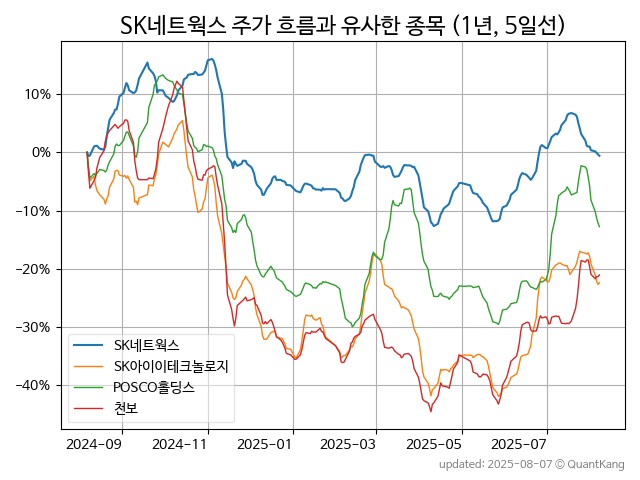 SK네트웍스 주가 흐름과 유사한 종목 (1년, 5일선)
10%
0%
−10%
−20%
−30%
−40%
SK네트웍스
SK아이이테크놀로지
POSCO홀딩스
천보
2024-09
2024-11
2025-01
2025-03
2025-05
2025-07
updated: 2025-08-07 © QuantKang